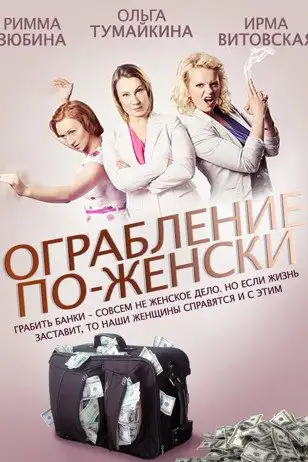 РИММА
ЗЮБИНА
ОЛЬГА
ТУМАЙКИНА
ИРМА
ВИТОВСКАЯ
ОГРАБЛЕНИЕ
ПО-ЖЕНСКИ
ГРАБИТЬ БАНКИ – СОВСЕМ НЕ ЖЕНСКОЕ ДЕЛО. НО ЕСЛИ ЖИЗНЬ
ЗАСТАВИТ, ТО НАШИ ЖЕНЩИНЫ СПРАВЯТСЯ И С ЭТИМ